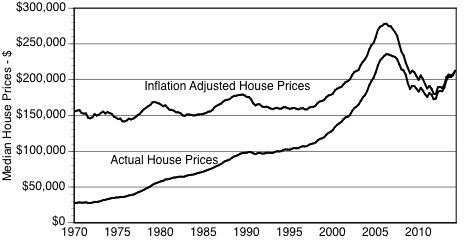 Median House Prices - $
$300,000
$250,000
$200,000
$150,000
$100,000
$50,000
$0
Inflation Adjusted House Prices
Actual House Prices
1970 1975 1980 1985 1990 1995 2000 2005 2010